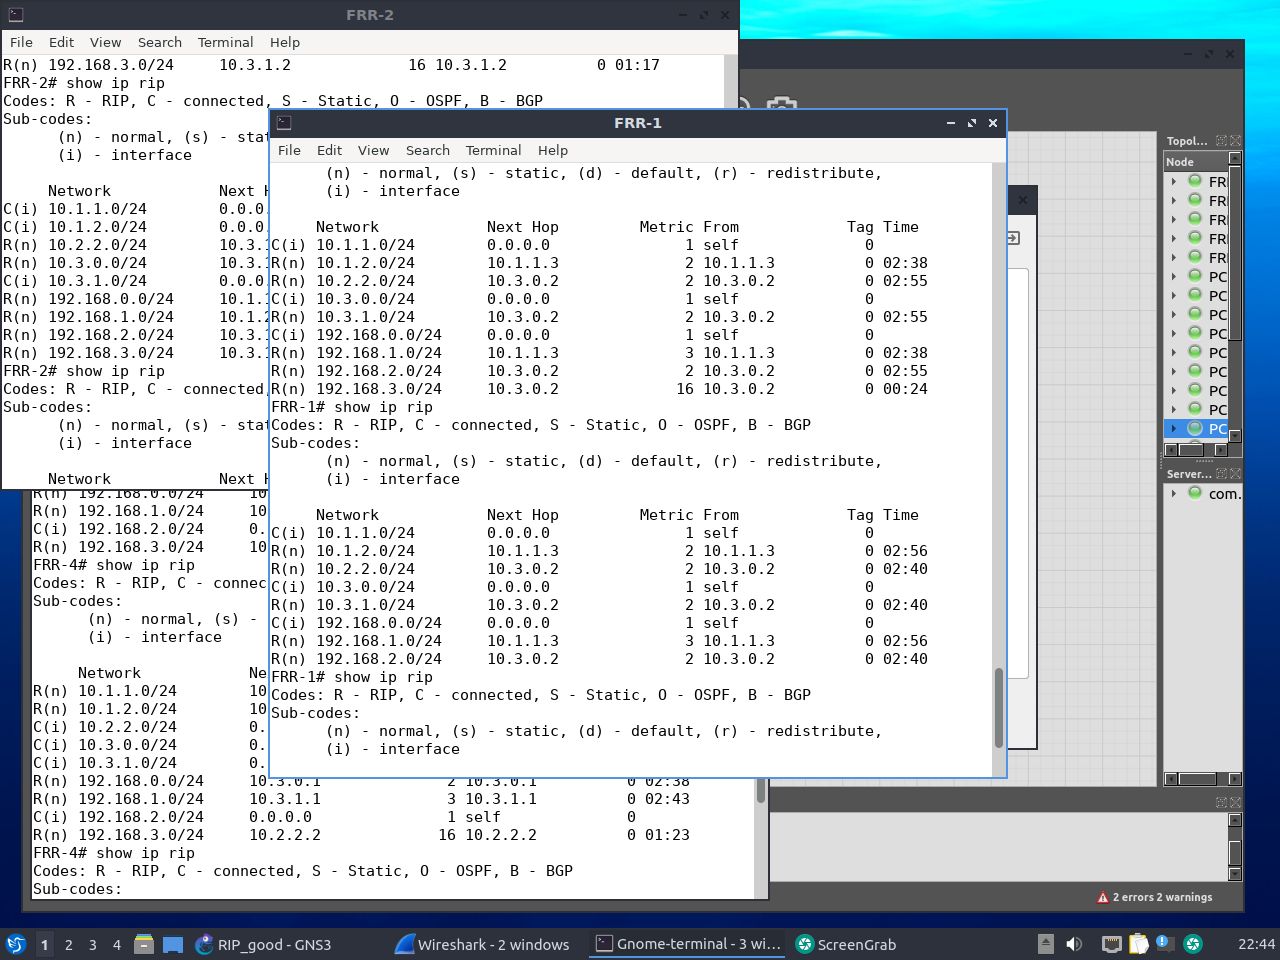 FRR-2
File Edit View Search Terminal Help
R(n) 192.168.3.0/24 10.3.1.2 16 10.3.1.2 0 01:17
FRR-2# show ip rip
Codes: R - RIP, C - connected, S - Static, O - OSPF, B - BGP
Sub-codes:
(n) - normal, (s) - sta
(i) - interface
Network Next H
C(i) 10.1.1.0/24 0.0.0.
C(i) 10.1.2.0/24 0.0.0.
R(n) 10.2.2.0/24 10.3.1
R(n) 10.3.0.0/24 10.3.
C(i) 10.3.1.0/24 0.0.0
R(n) 192.168.0.0/24 10.1.1
R(n) 192.168.1.0/24 10.1.2
R(n) 192.168.2.0/24 10.3.1
R(n) 192.168.3.0/24 10.3.1
FRR-2# show ip rip
Codes: R - RIP, C - connected,
Sub-codes:
(n) - normal, (s) - sta
(i) - interface
Network Next H
FRR-1
File Edit View Search Terminal Help
(n) - normal, (s) - static, (d) - default, (r) - redistribute,
(i) - interface
Network Next Hop Metric From Tag Time
C(i) 10.1.1.0/24 0.0.0.0 1 self 0
R(n) 10.1.2.0/24 10.1.1.3 2 10.1.1.3 0 02:38
R(n) 10.2.2.0/24 10.3.0.2 2 10.3.0.2 0 02:55
C(i) 10.3.0.0/24 0.0.0.0 1 self 0
R(n) 10.3.1.0/24 10.3.0.2 2 10.3.0.2 0 02:55
C(i) 192.168.0.0/24 0.0.0.0 1 self 0
R(n) 192.168.1.0/24 10.1.1.3 3 10.1.1.3 0 02:38
R(n) 192.168.2.0/24 10.3.0.2 2 10.3.0.2 0 02:55
R(n) 192.168.3.0/24 10.3.0.2 16 10.3.0.2 0 00:24
FRR-1# show ip rip
Codes: R - RIP, C - connected, S - Static, O - OSPF, B - BGP
Sub-codes:
(n) - normal, (s) - static, (d) - default, (r) - redistribute,
(i) - interface
Network Next Hop Metric From Tag Time
C(i) 10.1.1.0/24 0.0.0.0 1 self 0
R(n) 10.1.2.0/24 10.1.1.3 2 10.1.1.3 0 02:56
R(n) 10.2.2.0/24 10.3.0.2 2 10.3.0.2 0 02:40
C(i) 10.3.0.0/24 0.0.0.0 1 self 0
R(n) 10.3.1.0/24 10.3.0.2 2 10.3.0.2 0 02:40
C(i) 192.168.0.0/24 0.0.0.0 1 self 0
R(n) 192.168.1.0/24 10.1.1.3 3 10.1.1.3 0 02:56
R(n) 192.168.2.0/24 10.3.0.2 2 10.3.0.2 0 02:40
FRR-1# show ip rip
Codes: R - RIP, C - connected, S - Static, O - OSPF, B - BGP
Sub-codes:
(n) - normal, (s) - static, (d) - default, (r) - redistribute,
(i) - interface
R(n) 192.168.0.0/24 10
R(n) 192.168.1.0/24 10
C(i) 192.168.2.0/24 0.
R(n) 192.168.3.0/24 10
FRR-4# show ip rip
Codes: R - RIP, C - connec
Sub-codes:
(n) - normal, (s) -
(i) - interface
Network Ne
R(n) 10.1.1.0/24 10
R(n) 10.1.2.0/24 10
C(i) 10.2.2.0/24 0.
C(i) 10.3.0.0/24 0.
C(i) 10.3.1.0/24 0.
R(n) 192.168.0.0/24 10.3.0.1 2 10.3.0.1 0 02:38
R(n) 192.168.1.0/24 10.3.1.1 3 10.3.1.1 0 02:43
C(i) 192.168.2.0/24 0.0.0.0 1 self 0
R(n) 192.168.3.0/24 10.2.2.2 16 10.2.2.2 0 01:23
FRR-4# show ip rip
Codes: R - RIP, C - connected, S - Static, O - OSPF, B - BGP
Sub-codes:
Topol...
Node
FR
FR
FR
FR
FR
PC
PC
PC
PC
PC
PC
PC
PC
PC
Server...
com.
2 errors 2 warnings
1 2 3 4 RIP_good - GNS3 Wireshark - 2 windows Gnome-terminal - 3 wi... ScreenGrab 22:44